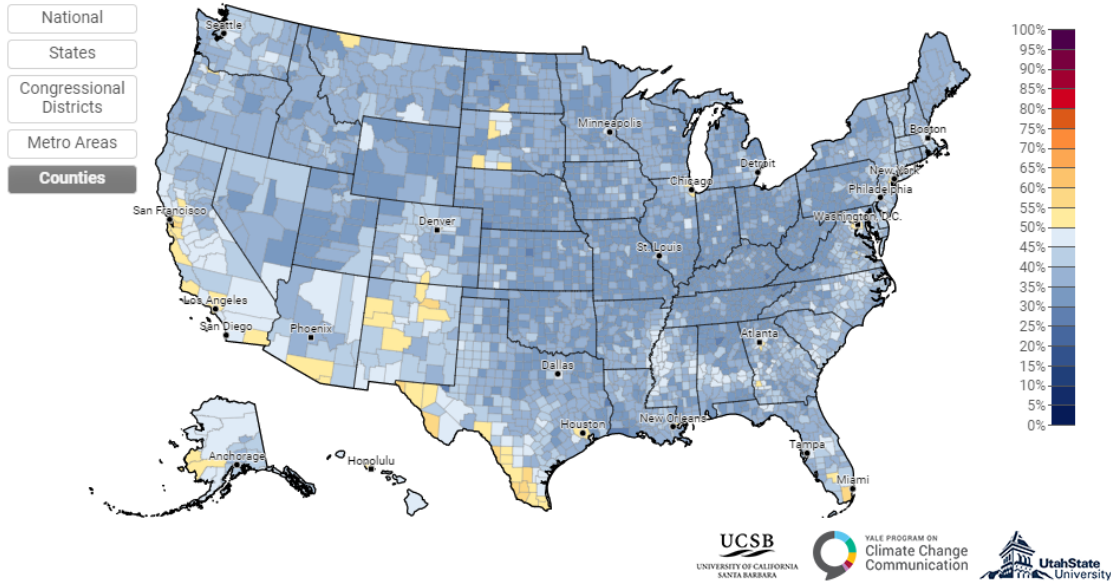 National
States
Congressional
Districts
Metro Areas
Counties
Seattle
Minneapolis
Boston
Detroit
New York
Chicago
Philadelphia
San Francisco
Denver
Washington, D.C.
St. Louis
Los Angeles
San Diego
Phoenix
Atlanta
Dallas
Houston
New Orleans
Tampa
Miami
Anchorage
Honolulu
100%
95%
90%
85%
80%
75%
70%
65%
60%
55%
50%
45%
40%
35%
30%
25%
20%
15%
10%
5%
0%
UCSB
UNIVERSITY OF CALIFORNIA
SANTA BARBARA
YALE PROGRAM ON
Climate Change
Communication
UtahState
University